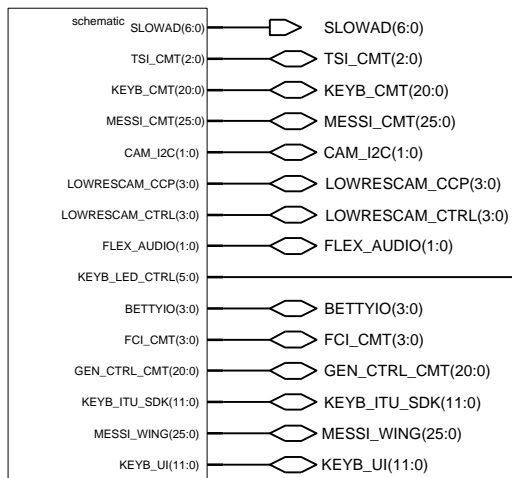 schematic
SLOWAD(6:0) SLOWAD(6:0)
TSI_CMT(2:0) TSI_CMT(2:0)
KEYB_CMT(20:0) KEYB_CMT(20:0)
MESSI_CMT(25:0) MESSI_CMT(25:0)
CAM_I2C(1:0) CAM_I2C(1:0)
LOWRESCAM_CCP(3:0) LOWRESCAM_CCP(3:0)
LOWRESCAM_CTRL(3:0) LOWRESCAM_CTRL(3:0)
FLEX_AUDIO(1:0) FLEX_AUDIO(1:0)
KEYB_LED_CTRL(5:0)
BETTYIO(3:0) BETTYIO(3:0)
FCI_CMT(3:0) FCI_CMT(3:0)
GEN_CTRL_CMT(20:0) GEN_CTRL_CMT(20:0)
KEYB_ITU_SDK(11:0) KEYB_ITU_SDK(11:0)
MESSI_WING(25:0) MESSI_WING(25:0)
KEYB_UI(11:0) KEYB_UI(11:0)